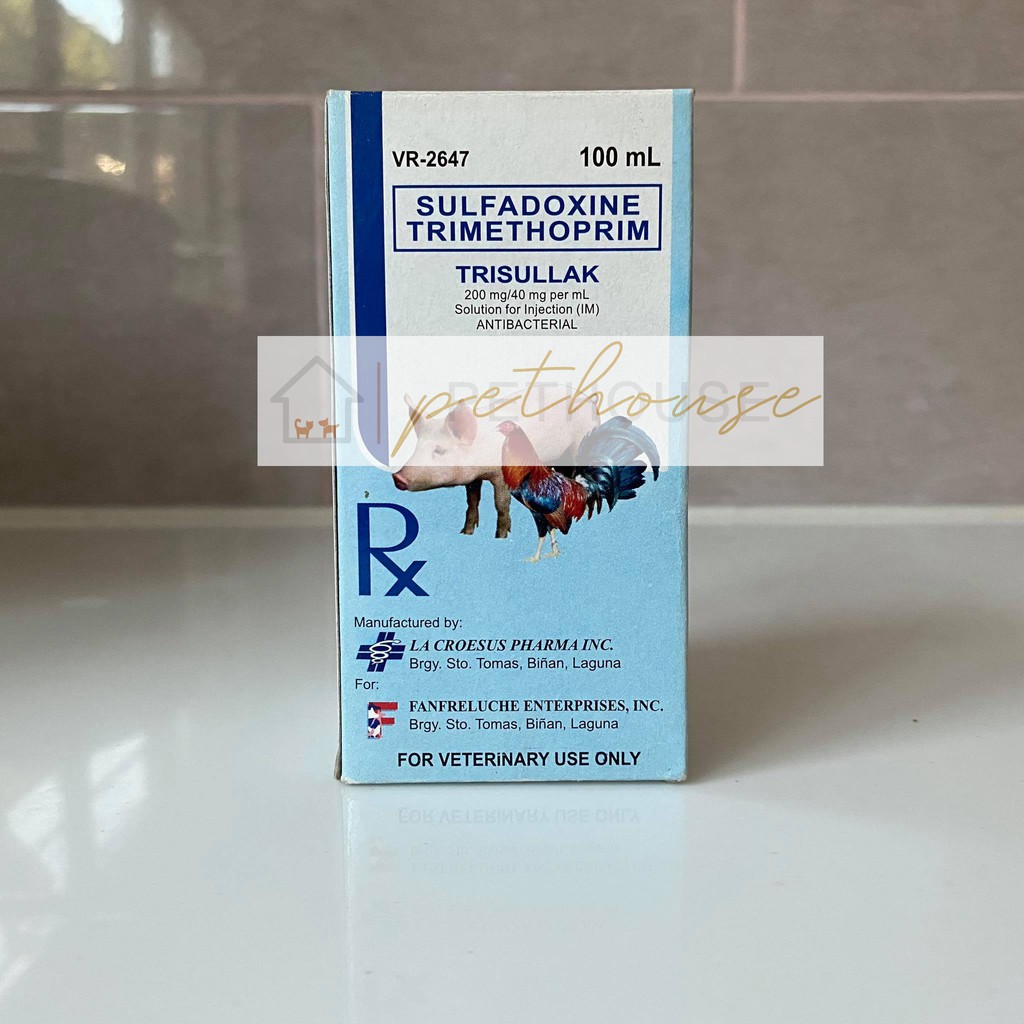 VR-2647 100 mL
SULFADOXINE
TRIMETHOPRIM
TRISULLAK
200 mg/40 mg per mL
Solution for Injection (IM)
ANTIBACTERIAL
PETHOUSE
pethouse
Rx
Manufactured by:
LA CROESUS PHARMA INC.
Brgy. Sto. Tomas, Biñan, Laguna
For:
F FANFRELUCHE ENTERPRISES, INC.
Brgy. Sto. Tomas, Biñan, Laguna
FOR VETERiNARY USE ONLY